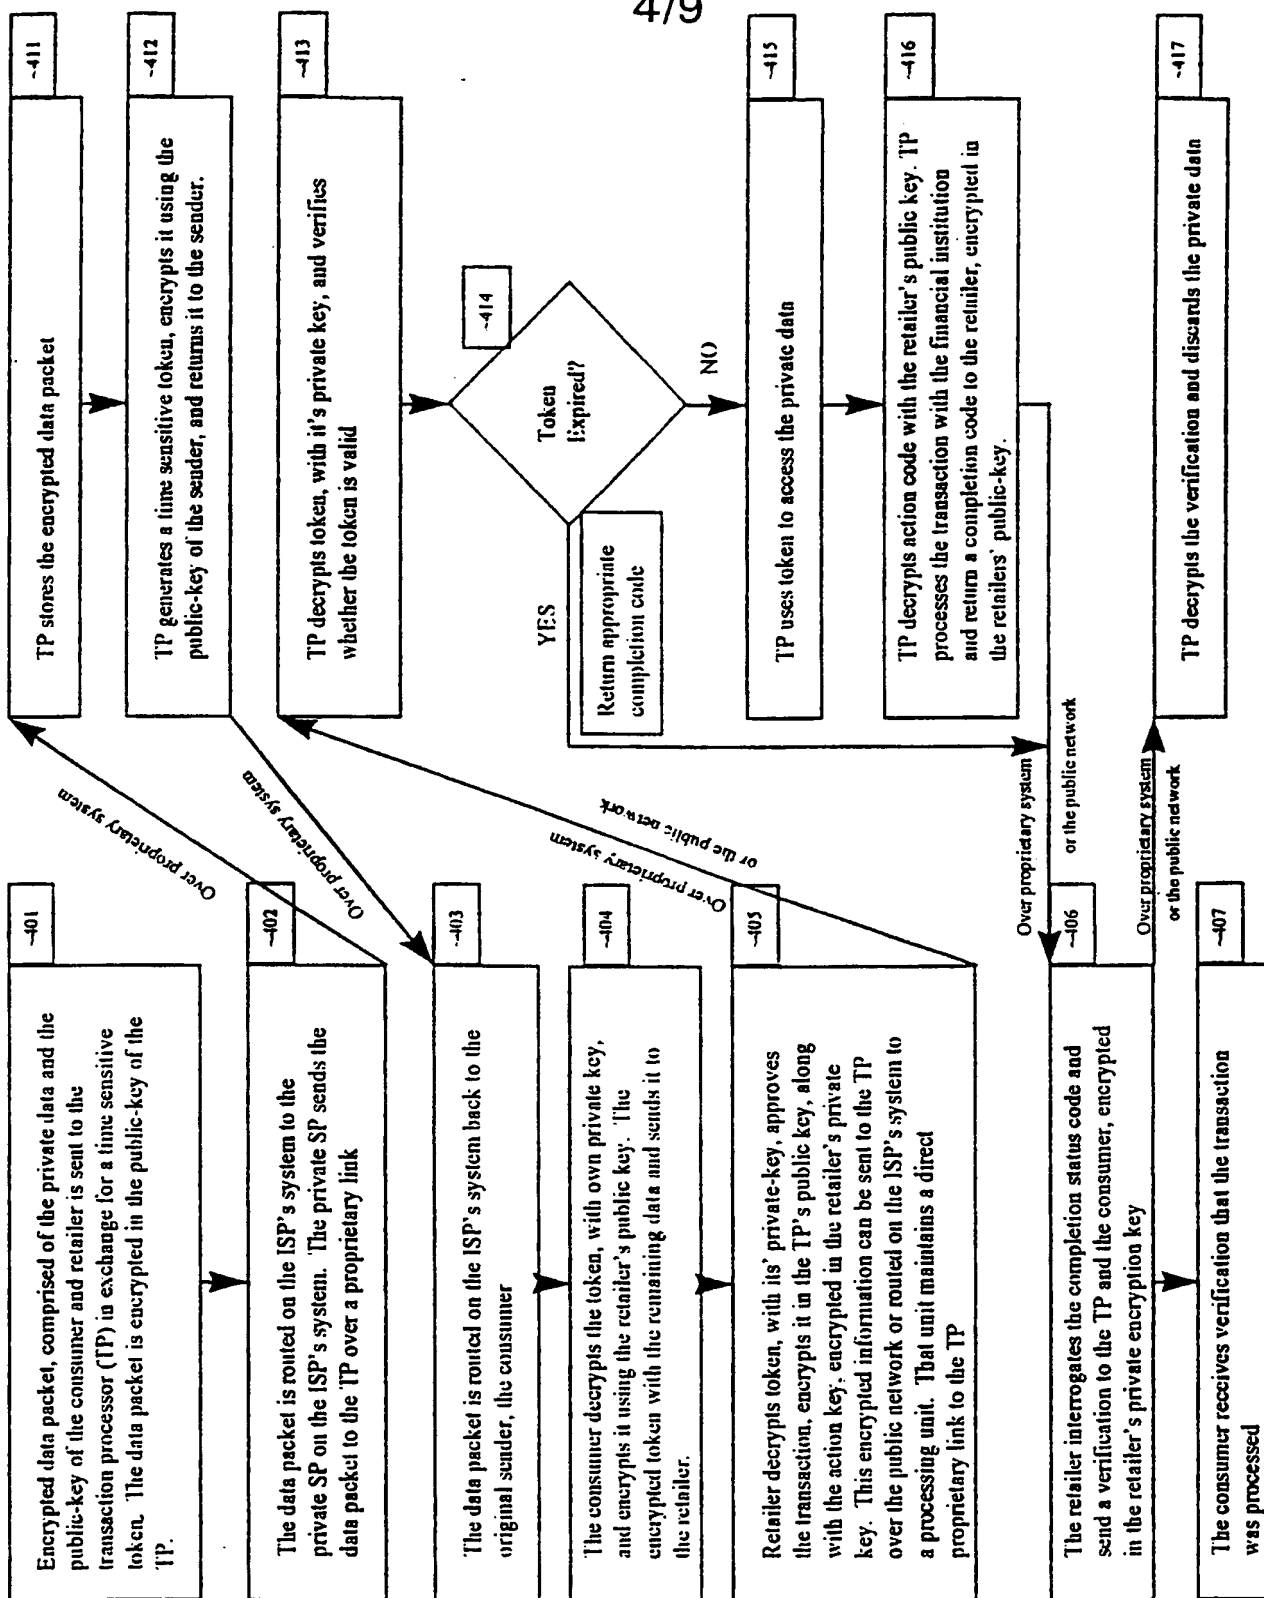 4/9
~401
Encrypted data packet, comprised of the private data and the
public-key of the consumer and retailer is sent to the
transaction processor (TP) in exchange for a time sensitive
token. The data packet is encrypted in the public-key of the
TP.
~402
The data packet is routed on the ISP's system to the
private SP on the ISP's system. The private SP sends the
data packet to the TP over a proprietary link
~403
The data packet is routed on the ISP's system back to the
original sender, the consumer
~404
The consumer decrypts the token, with own private key,
and encrypts it using the retailer's public key. The
encrypted token with the remaining data and sends it to
the retailer.
~405
Retailer decrypts token, with its' private-key, approves
the transaction, encrypts it in the TP's public key, along
with the action key, encrypted in the retailer's private
key. This encrypted information can be sent to the TP
over the public network or routed on the ISP's system to
a processing unit. That unit maintains a direct
proprietary link to the TP
~406
The retailer interrogates the completion status code and
send a verification to the TP and the consumer, encrypted
in the retailer's private encryption key
~407
The consumer receives verification that the transaction
was processed
Over proprietary system
Over proprietary system
Over proprietary system
or the public network
Over proprietary system
or the public network
Over proprietary system
or the public network
~411
TP stores the encrypted data packet
~412
TP generates a time sensitive token, encrypts it using the
public-key of the sender, and returns it to the sender.
~413
TP decrypts token, with it's private key, and verifies
whether the token is valid
~414
Token
Expired?
YES
NO
Return appropriate
completion code
~415
TP uses token to access the private data
~416
TP decrypts action code with the retailer's public key. TP
processes the transaction with the financial institution
and return a completion code to the retailer, encrypted in
the retailers' public-key.
~417
TP decrypts the verification and discards the private data